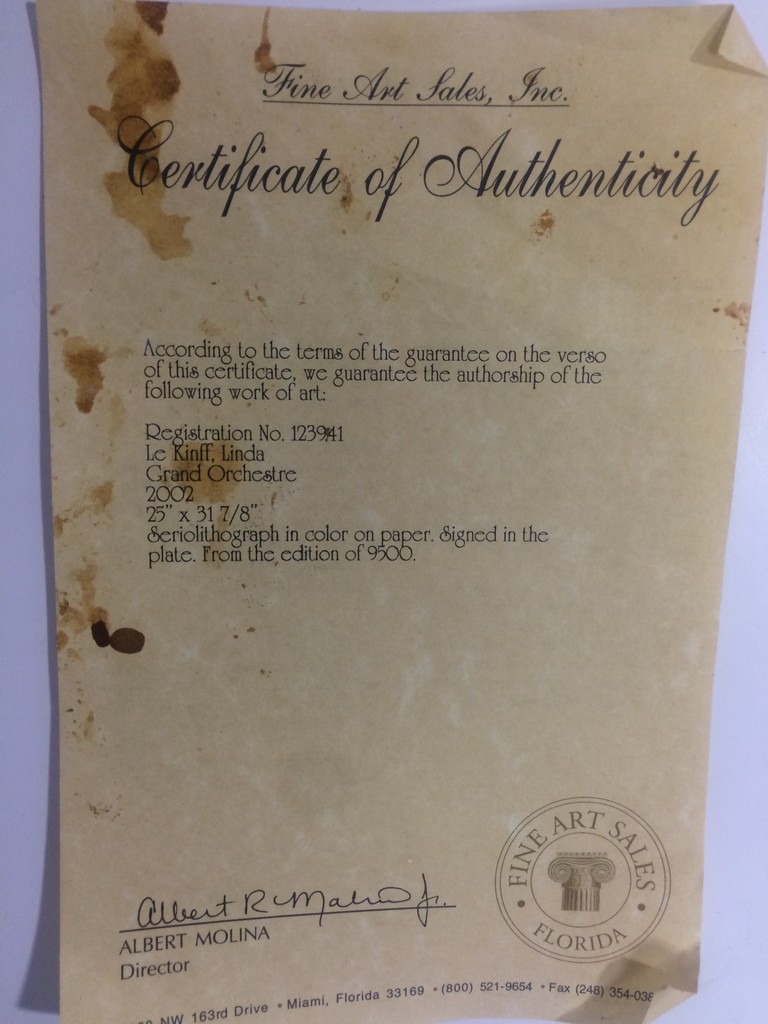 Fine Art Sales, Inc.
Certificate of Authenticity
According to the terms of the guarantee on the verso
of this certificate, we guarantee the authorship of the
following work of art:
Registration No. 123941
Le Kinff, Linda
Grand Orchestre
2002
25" x 31 7/8"
Seriolithograph in color on paper. Signed in the
plate. From the edition of 9500.
Albert R Molina Jr.
ALBERT MOLINA
Director
FINE ART SALES
• FLORIDA •
NW 163rd Drive • Miami, Florida 33169 • (800) 521-9654 • Fax (248) 354-038